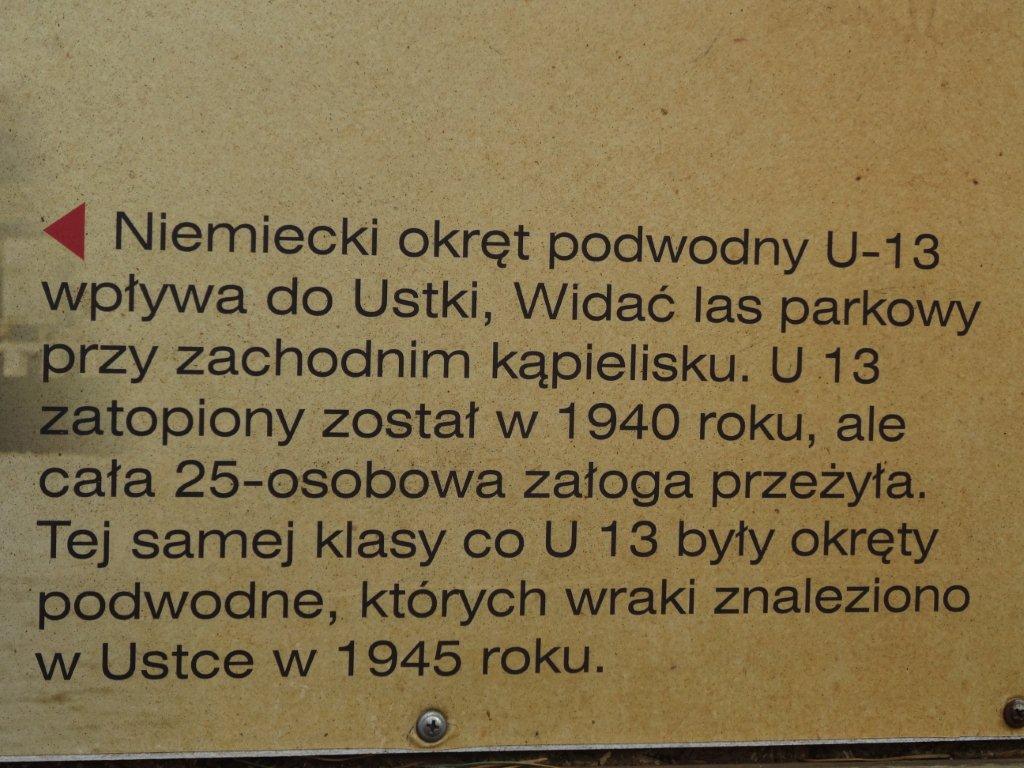 Niemiecki okręt podwodny U-13
wpływa do Ustki, Widać las parkowy
przy zachodnim kąpielisku. U 13
zatopiony został w 1940 roku, ale
cała 25-osobowa załoga przeżyła.
Tej samej klasy co U 13 były okręty
podwodne, których wraki znaleziono
w Ustce w 1945 roku.